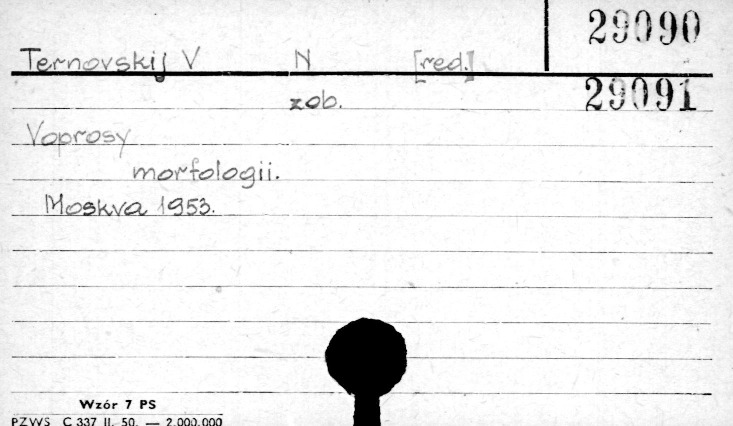 29090
Ternovskij V N [red.]
29091
zob.
Voprosy
morfologii.
Moskva 1953.
Wzór 7 PS
PZWS C 337 II. 50. — 2.000.000